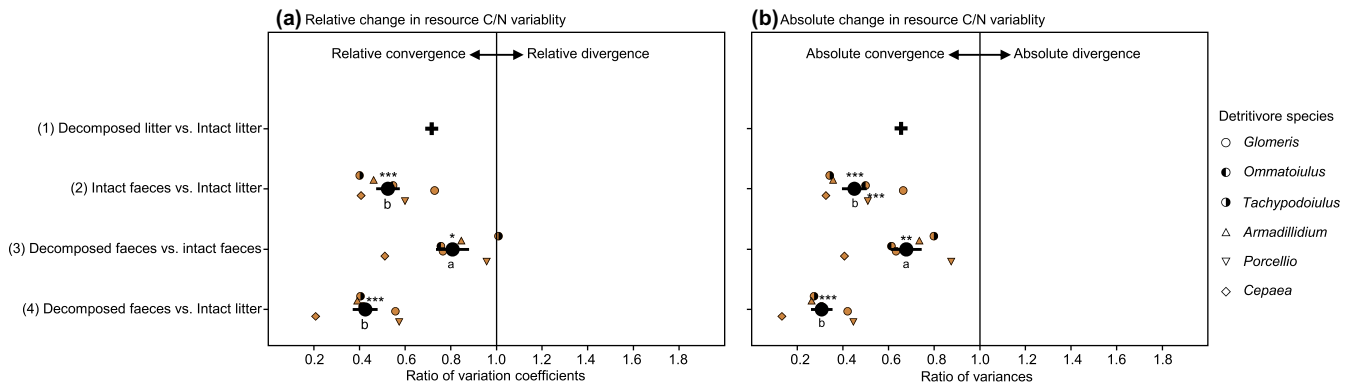 (a) Relative change in resource C/N variablity
Relative convergence Relative divergence
(1) Decomposed litter vs. Intact litter
(2) Intact faeces vs. Intact litter
(3) Decomposed faeces vs. intact faeces
(4) Decomposed faeces vs. Intact litter
***
b
*
a
***
b
0.2 0.4 0.6 0.8 1.0 1.2 1.4 1.6 1.8
Ratio of variation coefficients
(b) Absolute change in resource C/N variablity
Absolute convergence Absolute divergence
***
***
b
**
a
***
b
0.2 0.4 0.6 0.8 1.0 1.2 1.4 1.6 1.8
Ratio of variances
Detritivore species
Glomeris
Ommatoiulus
Tachypodoiulus
Armadillidium
Porcellio
Cepaea